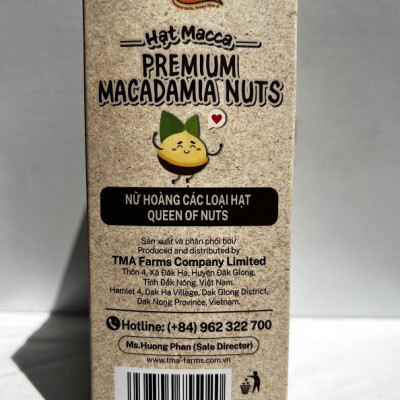 Hạt Macca
PREMIUM
MACADAMIA NUTS
NỮ HOÀNG CÁC LOẠI HẠT
QUEEN OF NUTS
Sản xuất và phân phối bởi/
Produced and distributed by
TMA Farms Company Limited
Thôn 4, Xã Đăk Ha, Huyện Đăk Glong,
Tỉnh Đắk Nông, Việt Nam.
Hamlet 4, Dak Ha Village, Dak Glong District,
Dak Nong Province, Vietnam.
Hotline: (+84) 962 322 700
Ms.Huong Phan (Sale Director)
www.tma-farms.com.vn